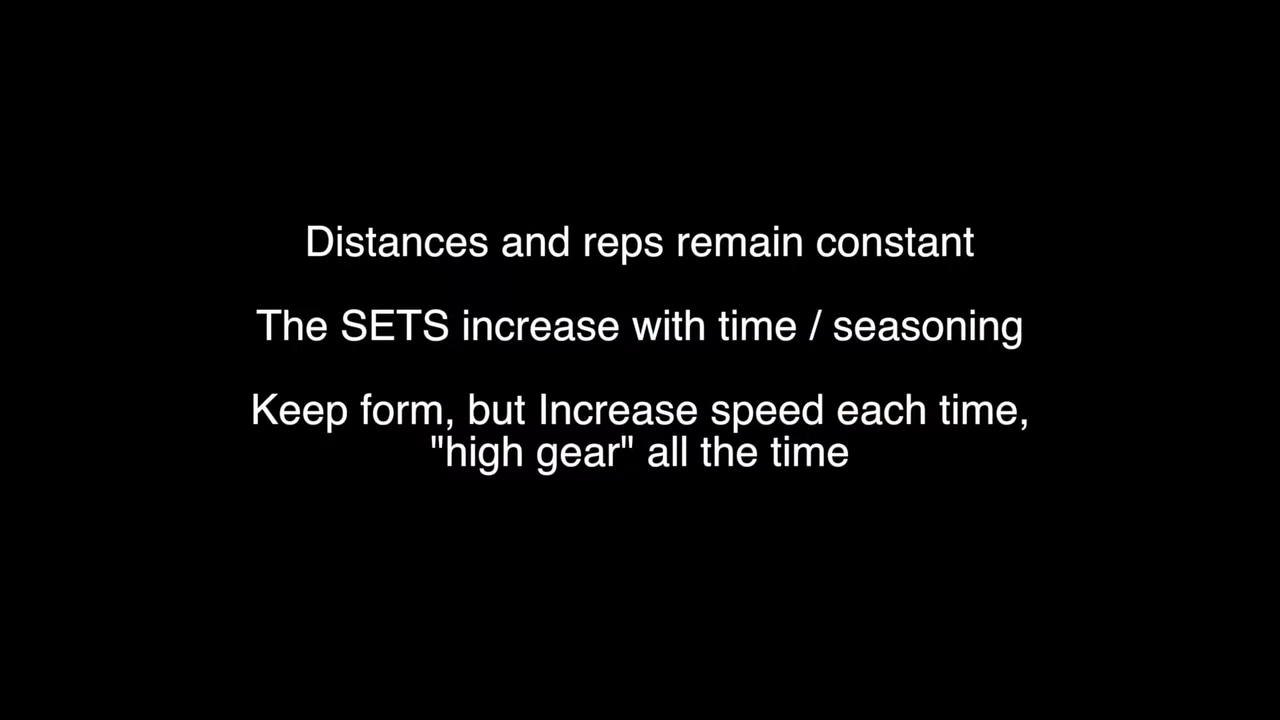 Distances and reps remain constant
The SETS increase with time / seasoning
Keep form, but Increase speed each time,
"high gear" all the time